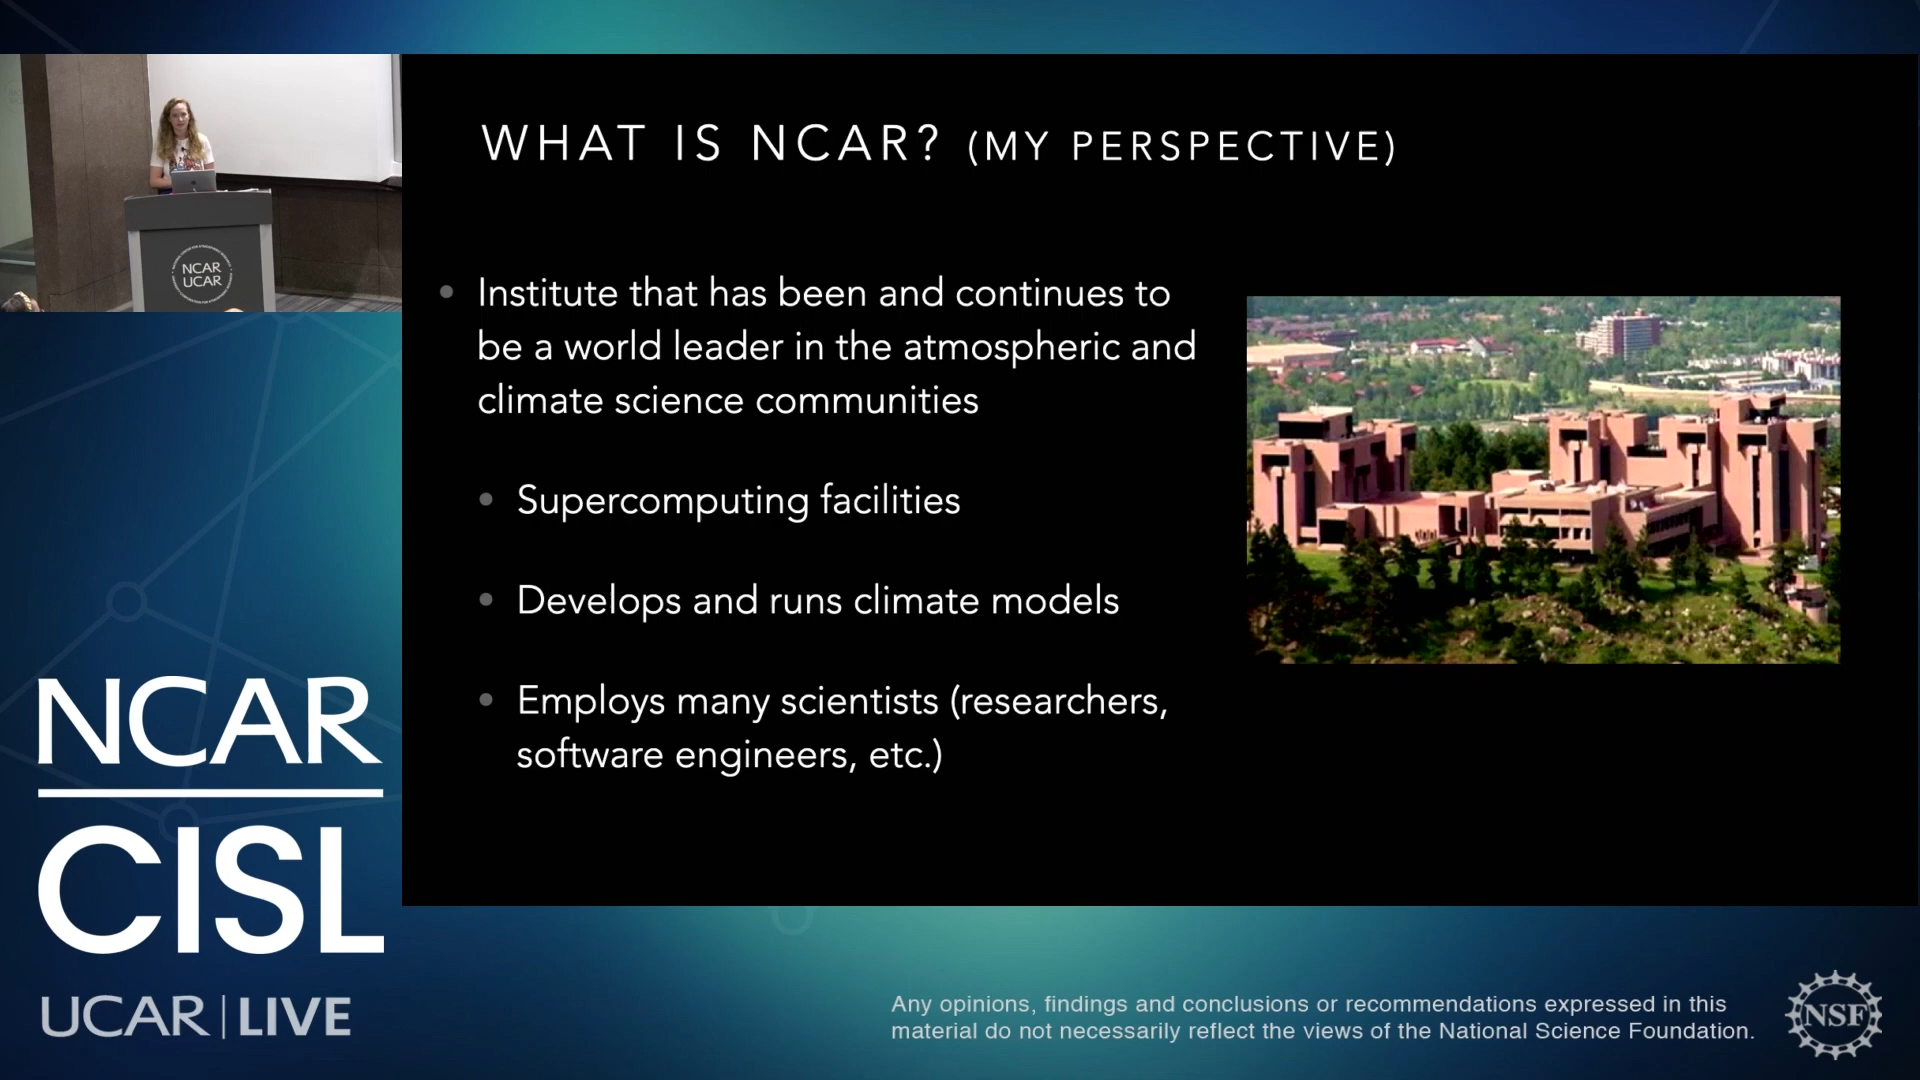 WHAT IS NCAR? (MY PERSPECTIVE)
• Institute that has been and continues to
be a world leader in the atmospheric and
climate science communities
• Supercomputing facilities
• Develops and runs climate models
• Employs many scientists (researchers,
software engineers, etc.)
NCAR
UCAR
NCAR
CISL
UCAR | LIVE
Any opinions, findings and conclusions or recommendations expressed in this
material do not necessarily reflect the views of the National Science Foundation.
NSF